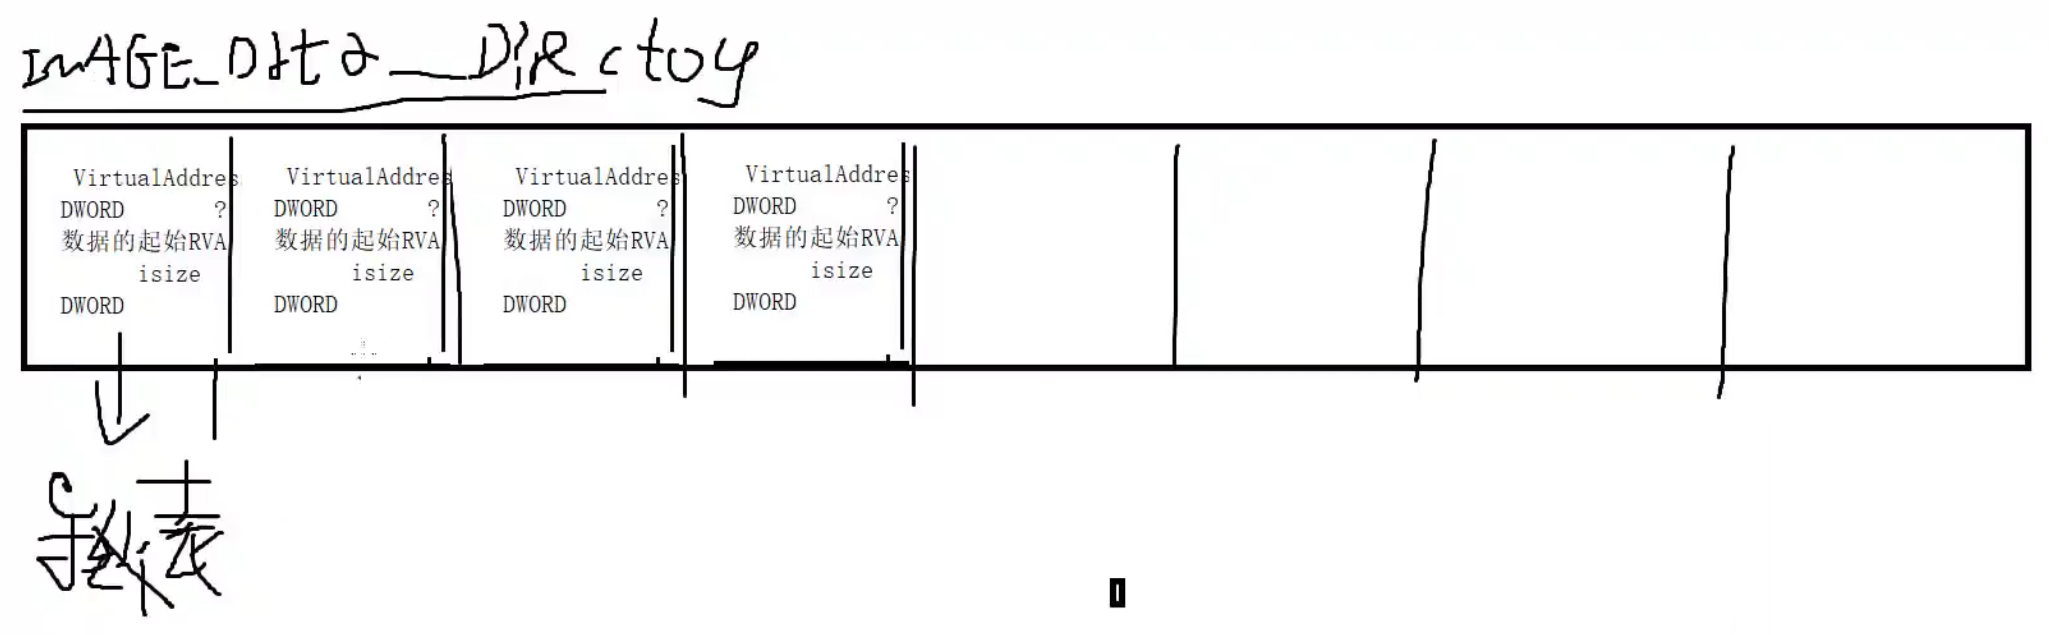 ImAGE_Data_DiRctoy
VirtualAddres
DWORD ?
数据的起始RVA
isize
DWORD
VirtualAddres
DWORD ?
数据的起始RVA
isize
DWORD
VirtualAddres
DWORD ?
数据的起始RVA
isize
DWORD
VirtualAddres
DWORD ?
数据的起始RVA
isize
DWORD
导 表